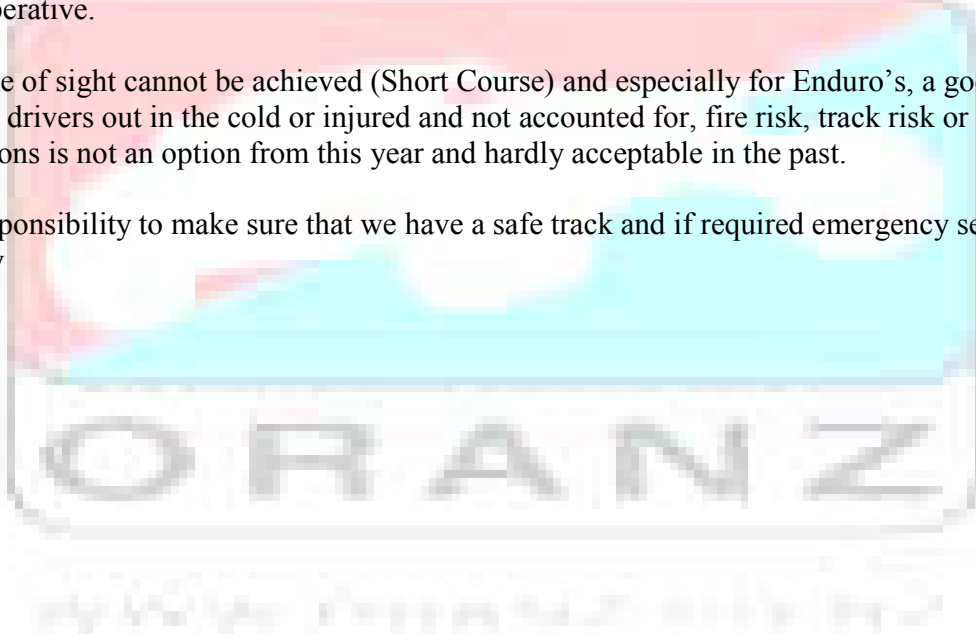 perative.
e of sight cannot be achieved (Short Course) and especially for Enduro’s, a go
drivers out in the cold or injured and not accounted for, fire risk, track risk or
ons is not an option from this year and hardly acceptable in the past.
ponsibility to make sure that we have a safe track and if required emergency se
ORANZ